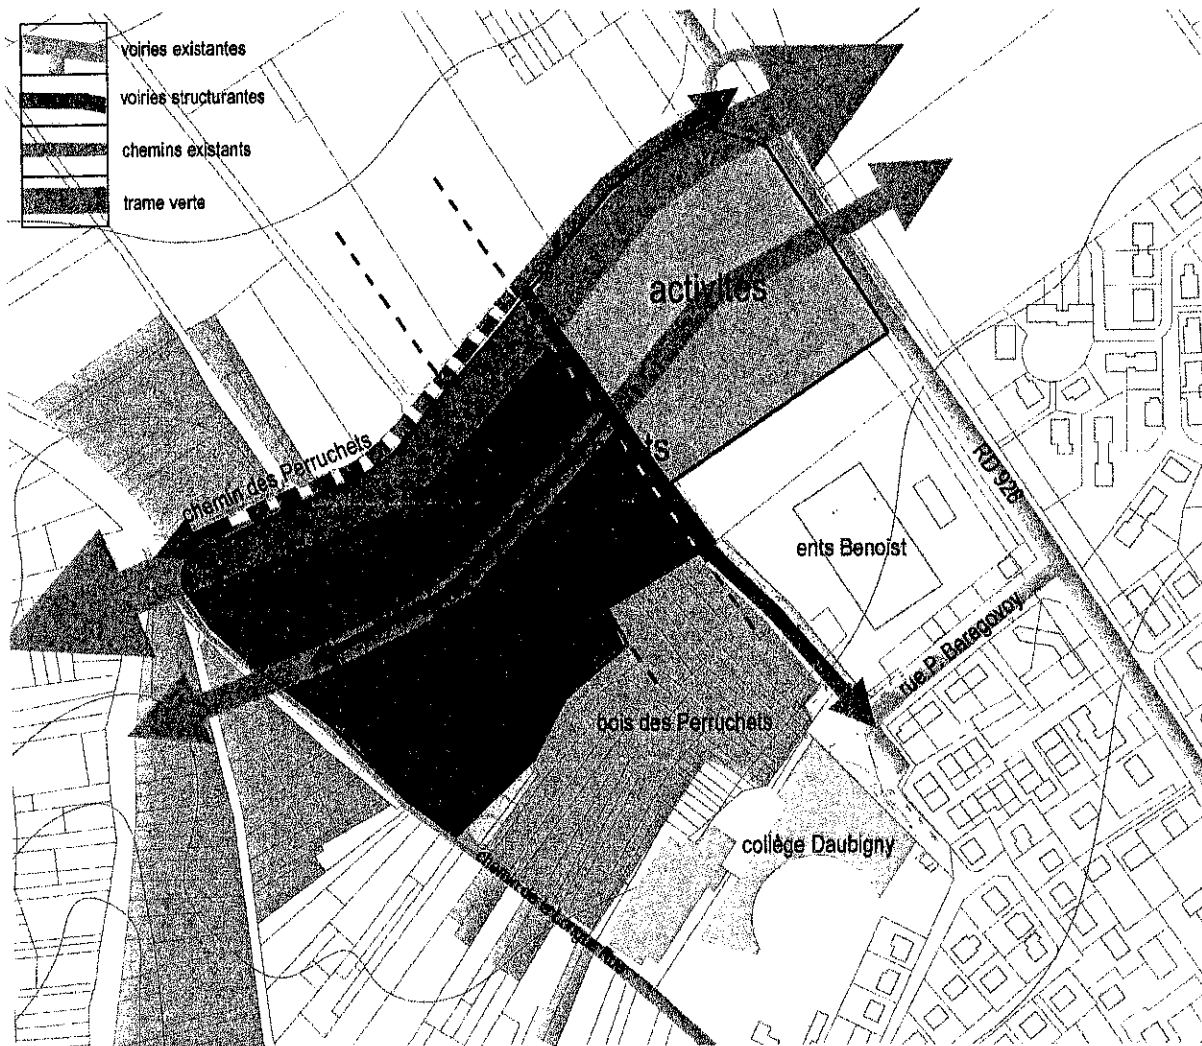 voiries existantes
voiries structurantes
chemins existants
trame verte
activités
chemin des Perruchets
ts
RD 928
ents Benoist
rue P. Beregovoy
bois des Perruchets
collège Daubigny